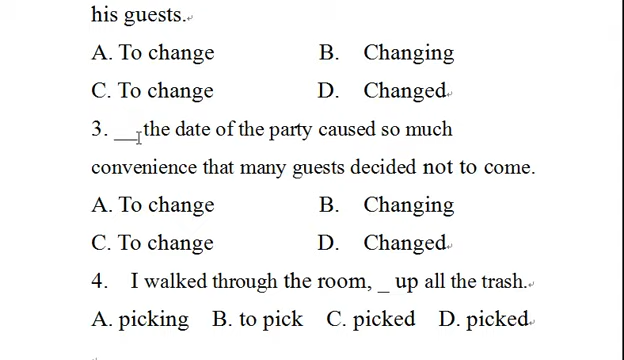 his guests.
A. To change B. Changing
C. To change D. Changed
3. __ the date of the party caused so much
convenience that many guests decided not to come.
A. To change B. Changing
C. To change D. Changed
4. I walked through the room, _ up all the trash.
A. picking B. to pick C. picked D. picked